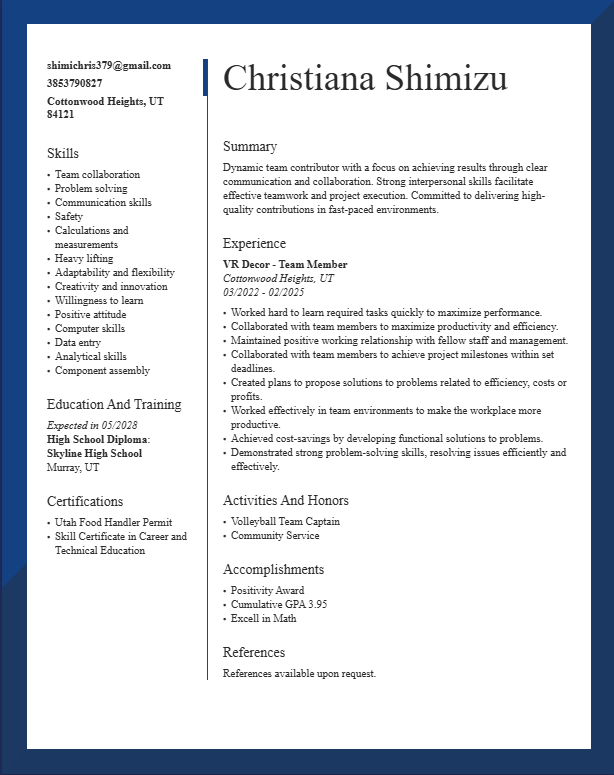 shimichris379@gmail.com
3853790827
Cottonwood Heights, UT
84121
Skills
• Team collaboration
• Problem solving
• Communication skills
• Safety
• Calculations and
measurements
• Heavy lifting
• Adaptability and flexibility
• Creativity and innovation
• Willingness to learn
• Positive attitude
• Computer skills
• Data entry
• Analytical skills
• Component assembly
Education And Training
Expected in 05/2028
High School Diploma:
Skyline High School
Murray, UT
Certifications
• Utah Food Handler Permit
• Skill Certificate in Career and
Technical Education
Christiana Shimizu
Summary
Dynamic team contributor with a focus on achieving results through clear
communication and collaboration. Strong interpersonal skills facilitate
effective teamwork and project execution. Committed to delivering high-
quality contributions in fast-paced environments.
Experience
VR Decor - Team Member
Cottonwood Heights, UT
03/2022 - 02/2025
• Worked hard to learn required tasks quickly to maximize performance.
• Collaborated with team members to maximize productivity and efficiency.
• Maintained positive working relationship with fellow staff and management.
• Collaborated with team members to achieve project milestones within set
deadlines.
• Created plans to propose solutions to problems related to efficiency, costs or
profits.
• Worked effectively in team environments to make the workplace more
productive.
• Achieved cost-savings by developing functional solutions to problems.
• Demonstrated strong problem-solving skills, resolving issues efficiently and
effectively.
Activities And Honors
• Volleyball Team Captain
• Community Service
Accomplishments
• Positivity Award
• Cumulative GPA 3.95
• Excell in Math
References
References available upon request.